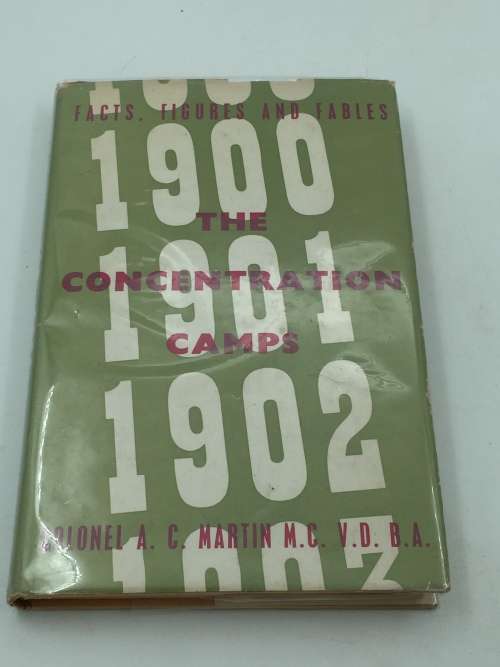 FACTS, FIGURES AND FABLES
1900
THE
CONCENTRATION
1901
CAMPS
1902
COLONEL A. C. MARTIN M.C. V.D. B.A.